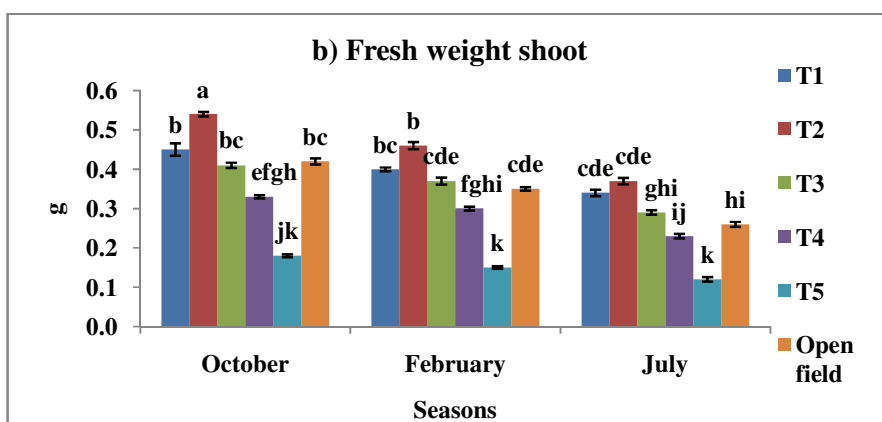 b) Fresh weight shoot
T1
T2
T3
T4
T5
Open
field
g
0.6
0.5
0.4
0.3
0.2
0.1
0.0
b
a
bc
efgh
jk
bc
bc
b
cde
fghi
k
cde
cde
cde
ghi
ij
k
hi
October
February
July
Seasons